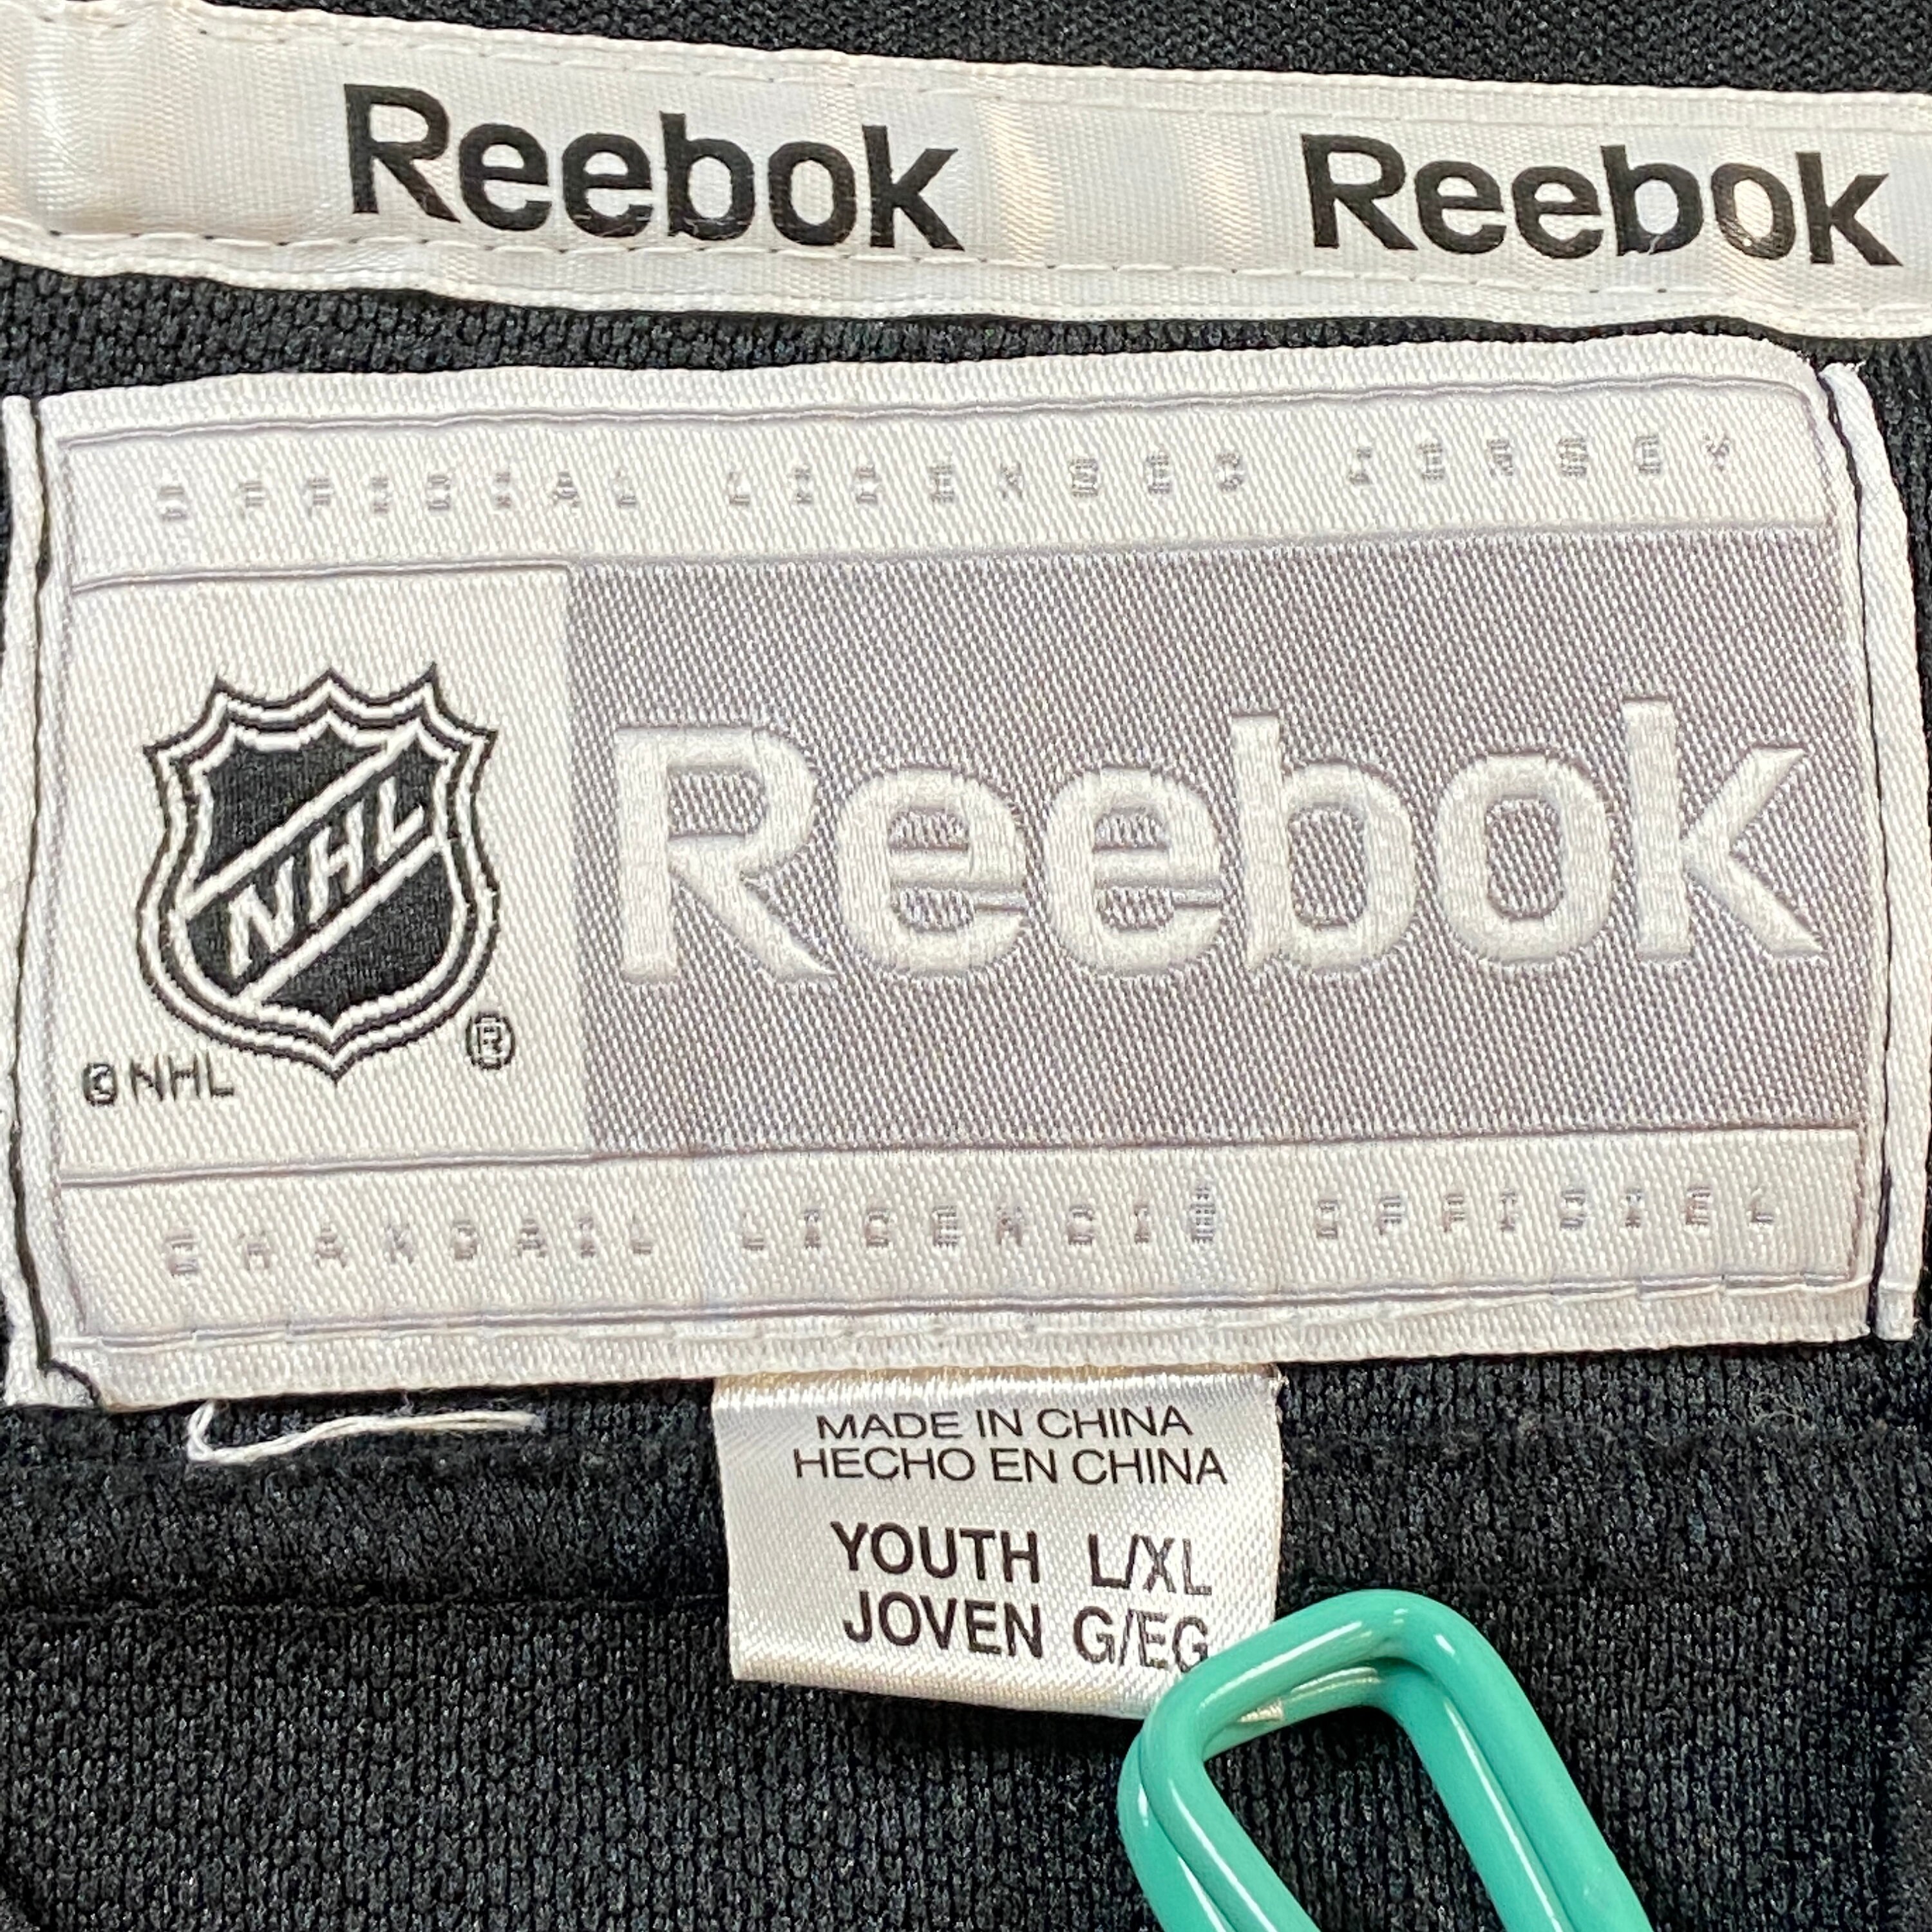 Reebok Reebok
OFFICIAL LICENSED JERSEY
NHL ®
Reebok
©NHL
CHANDAIL LICENCIÉ OFFICIEL
MADE IN CHINA
HECHO EN CHINA
YOUTH L/XL
JOVEN G/EG